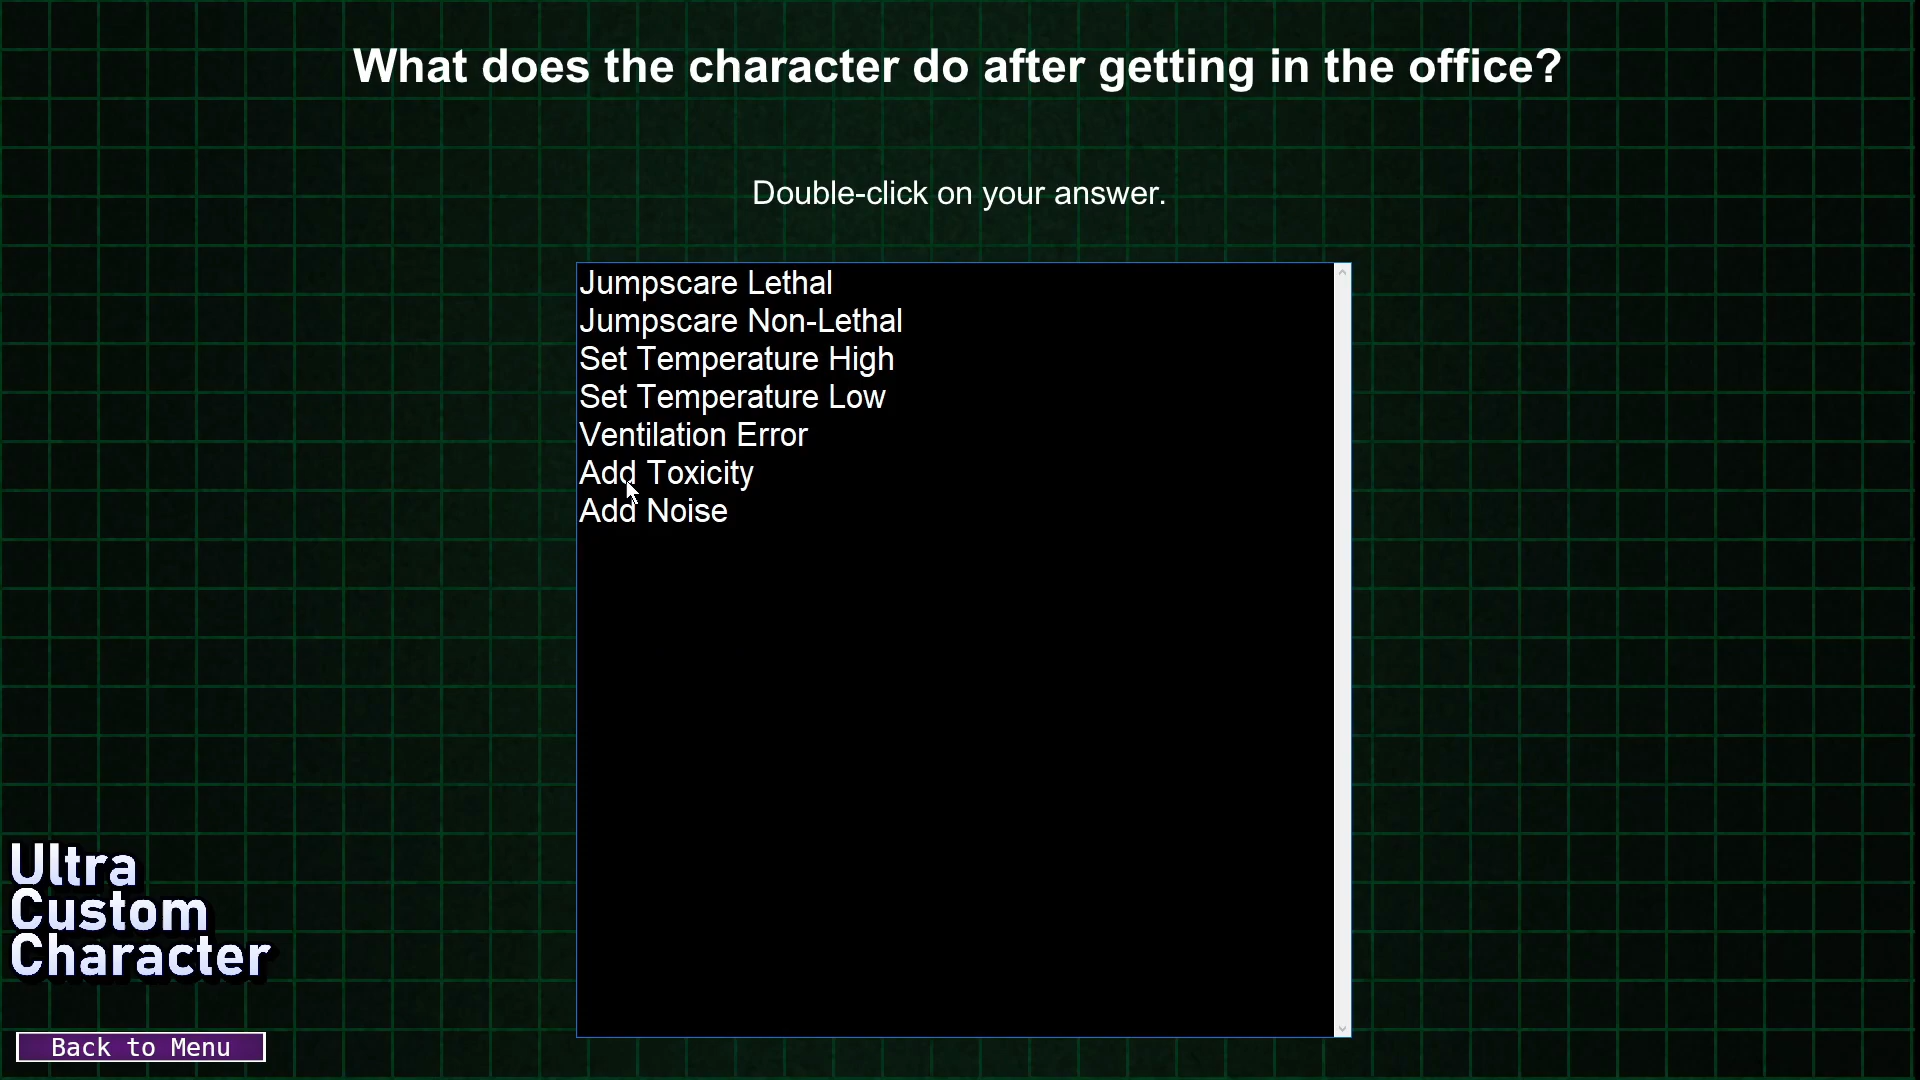 What does the character do after getting in the office?
Double-click on your answer.
Jumpscare Lethal
Jumpscare Non-Lethal
Set Temperature High
Set Temperature Low
Ventilation Error
Add Toxicity
Add Noise
Ultra
Custom
Character
Back to Menu